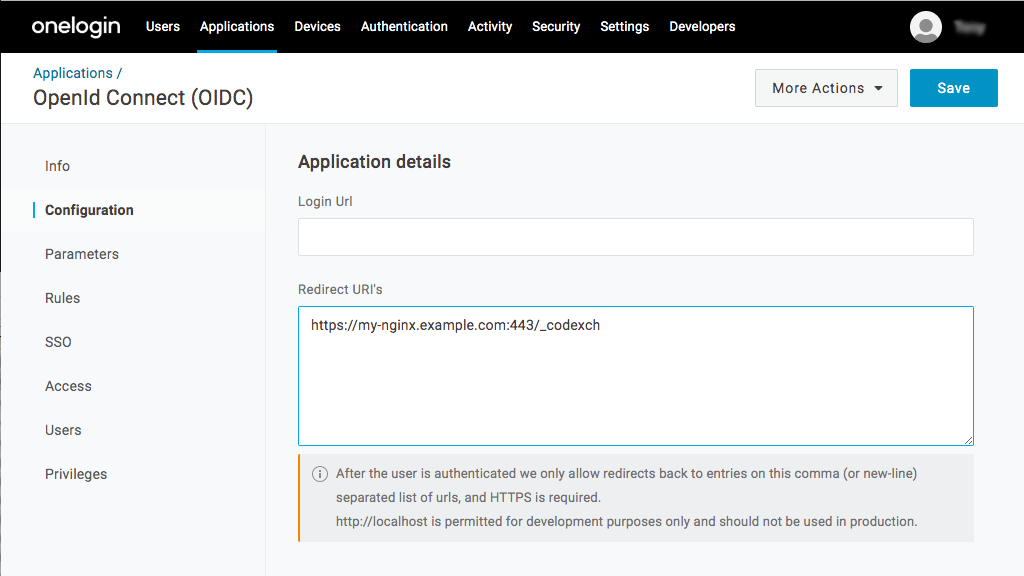 onelogin Users Applications Devices Authentication Activity Security Settings Developers
Applications /
OpenId Connect (OIDC)
More Actions
Save
Info
Configuration
Parameters
Rules
SSO
Access
Users
Privileges
Application details
Login Url
Redirect URI's
https://my-nginx.example.com:443/_codexch
After the user is authenticated we only allow redirects back to entries on this comma (or new-line)
separated list of urls, and HTTPS is required.
http://localhost is permitted for development purposes only and should not be used in production.